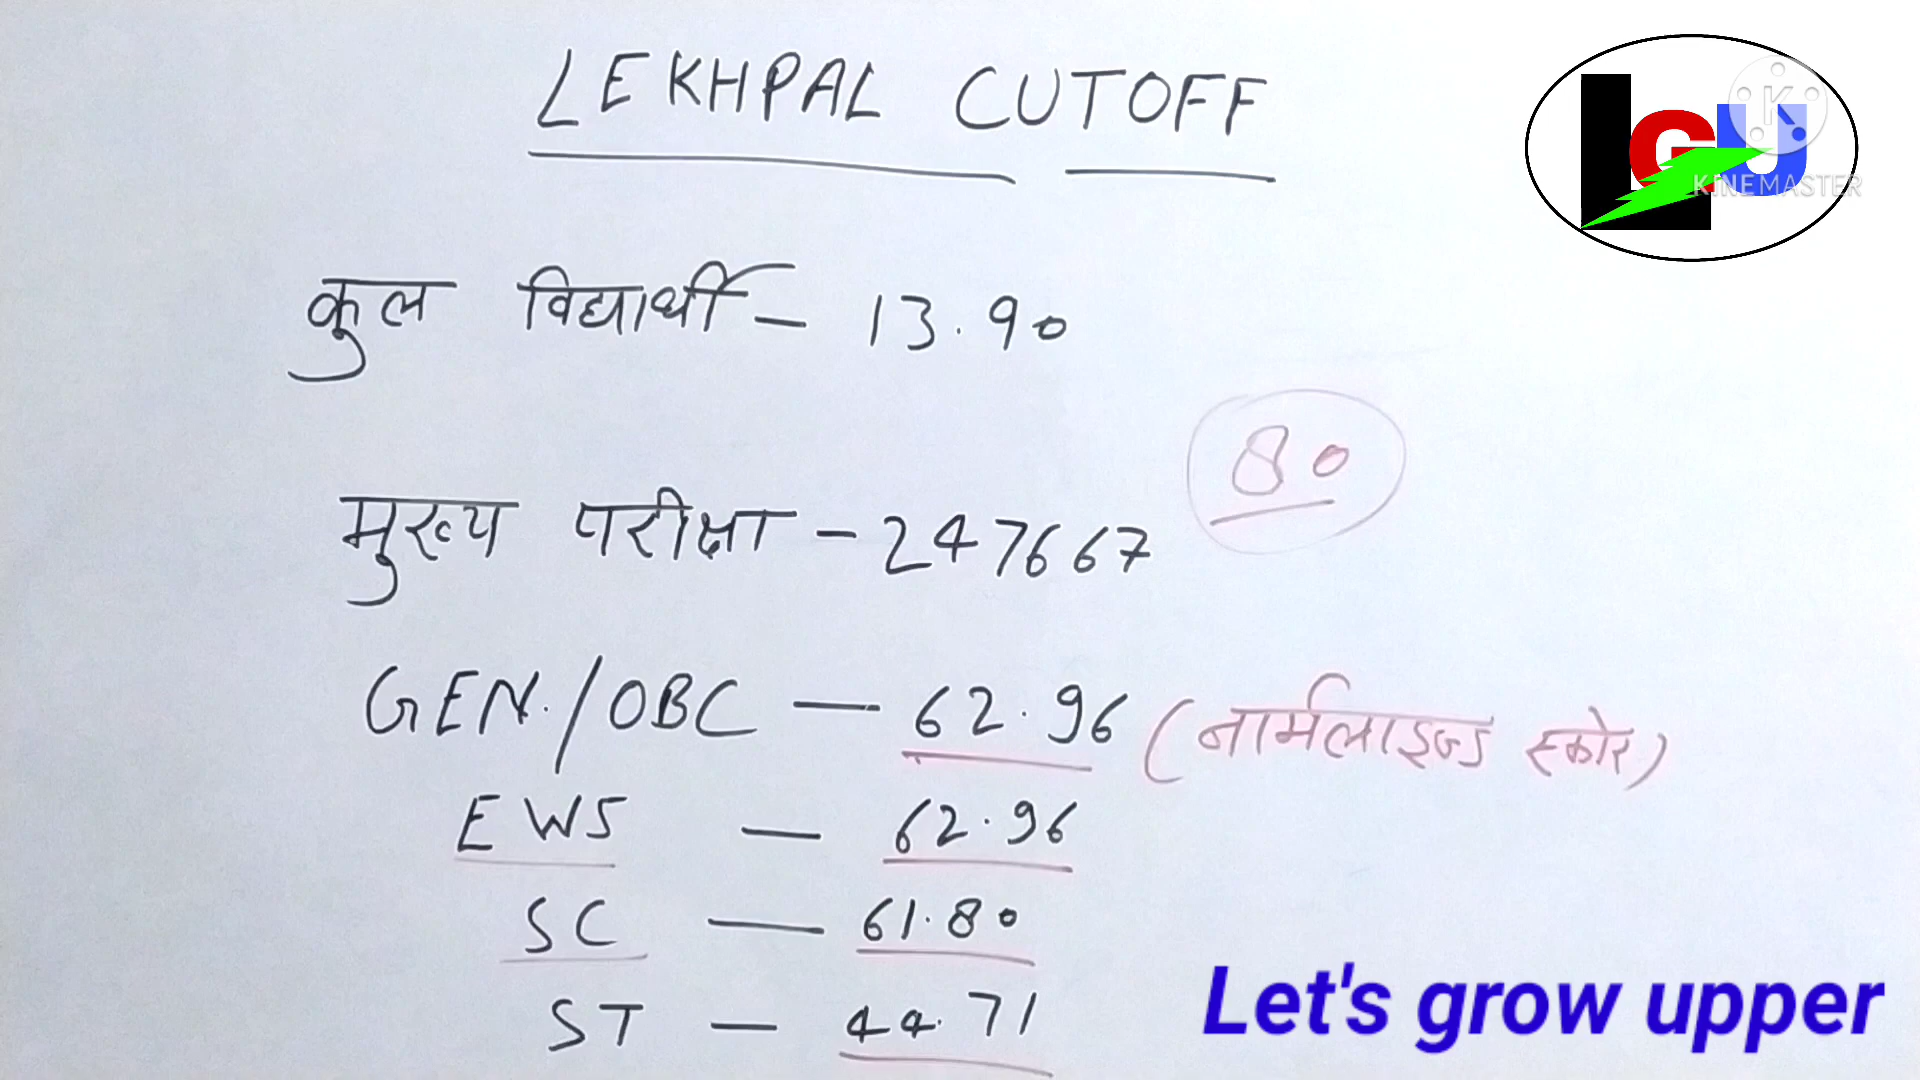 LEKHPAL CUTOFF
LGU
KINEMASTER
कुल विद्यार्थी – 13.90
80
मुख्य परीक्षा – 247667
GEN./OBC — 62.96 (नार्मलाइज्ड स्कोर)
EWS — 62.96
SC — 61.80
ST — 44.71
Let's grow upper